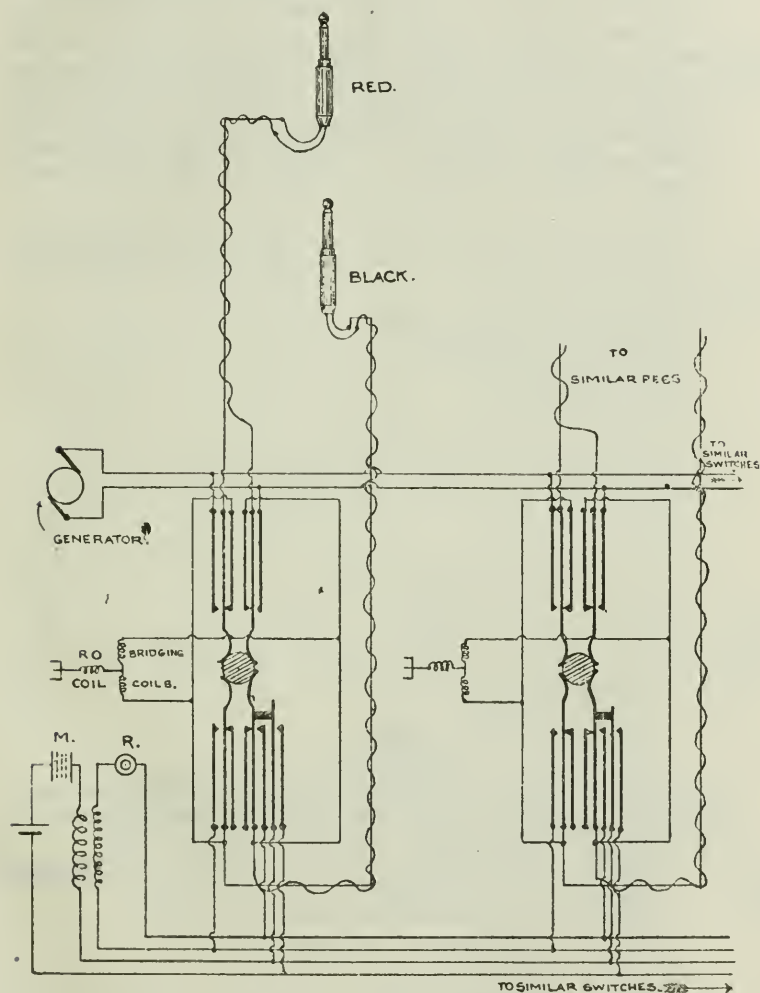 RED.
BLACK.
TO
SIMILAR PEGS
TO
SIMILAR
SWITCHES
GENERATOR.
RO
COIL
BRIDGING
COILS.
M.
R.
TO SIMILAR SWITCHES.